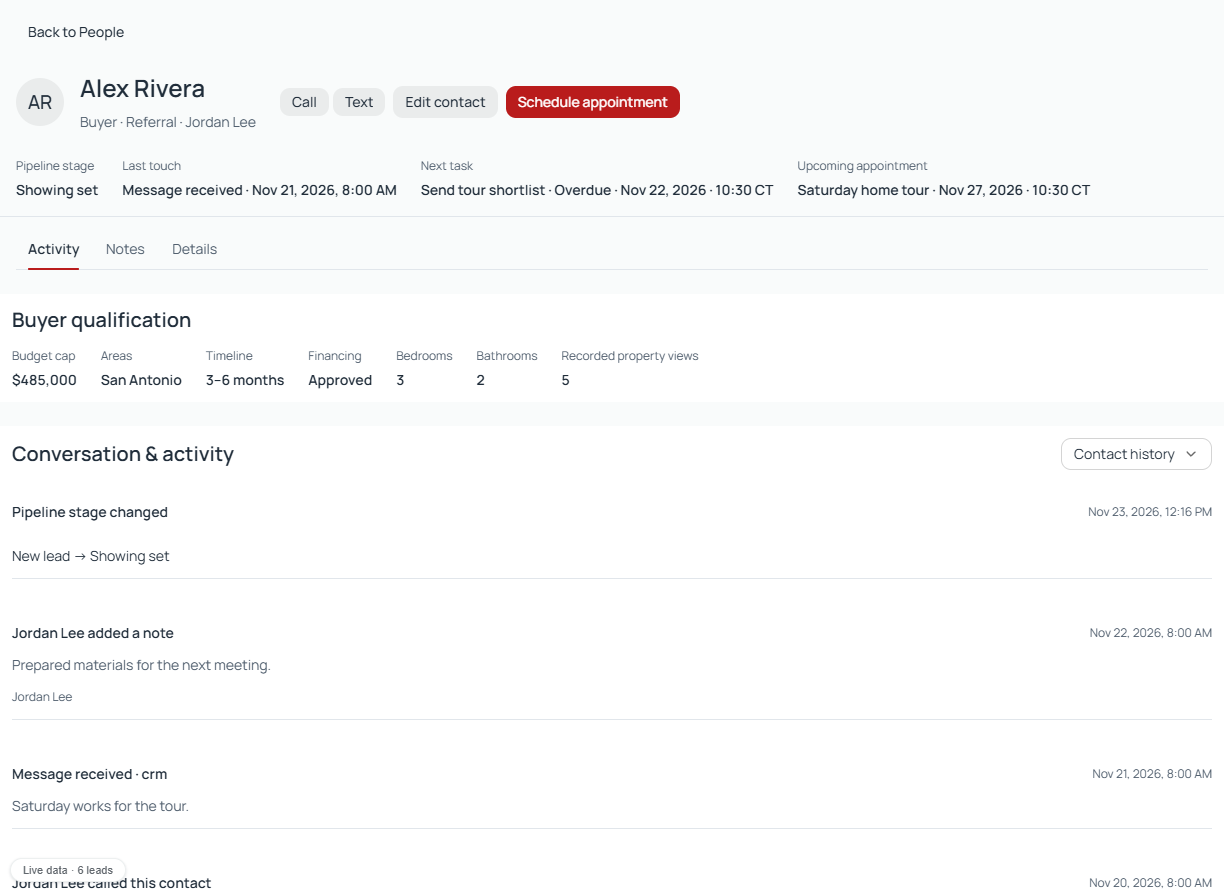 Back to People
AR
Alex Rivera
Buyer · Referral · Jordan Lee
Call
Text
Edit contact
Schedule appointment
Pipeline stage
Showing set
Last touch
Message received · Nov 21, 2026, 8:00 AM
Next task
Send tour shortlist · Overdue · Nov 22, 2026 · 10:30 CT
Upcoming appointment
Saturday home tour · Nov 27, 2026 · 10:30 CT
Activity
Notes
Details
Buyer qualification
Budget cap
$485,000
Areas
San Antonio
Timeline
3–6 months
Financing
Approved
Bedrooms
3
Bathrooms
2
Recorded property views
5
Conversation & activity
Contact history
Pipeline stage changed
Nov 23, 2026, 12:16 PM
New lead → Showing set
Jordan Lee added a note
Nov 22, 2026, 8:00 AM
Prepared materials for the next meeting.
Jordan Lee
Message received · crm
Nov 21, 2026, 8:00 AM
Saturday works for the tour.
Live data · 6 leads
Jordan Lee called this contact
Nov 20, 2026, 8:00 AM